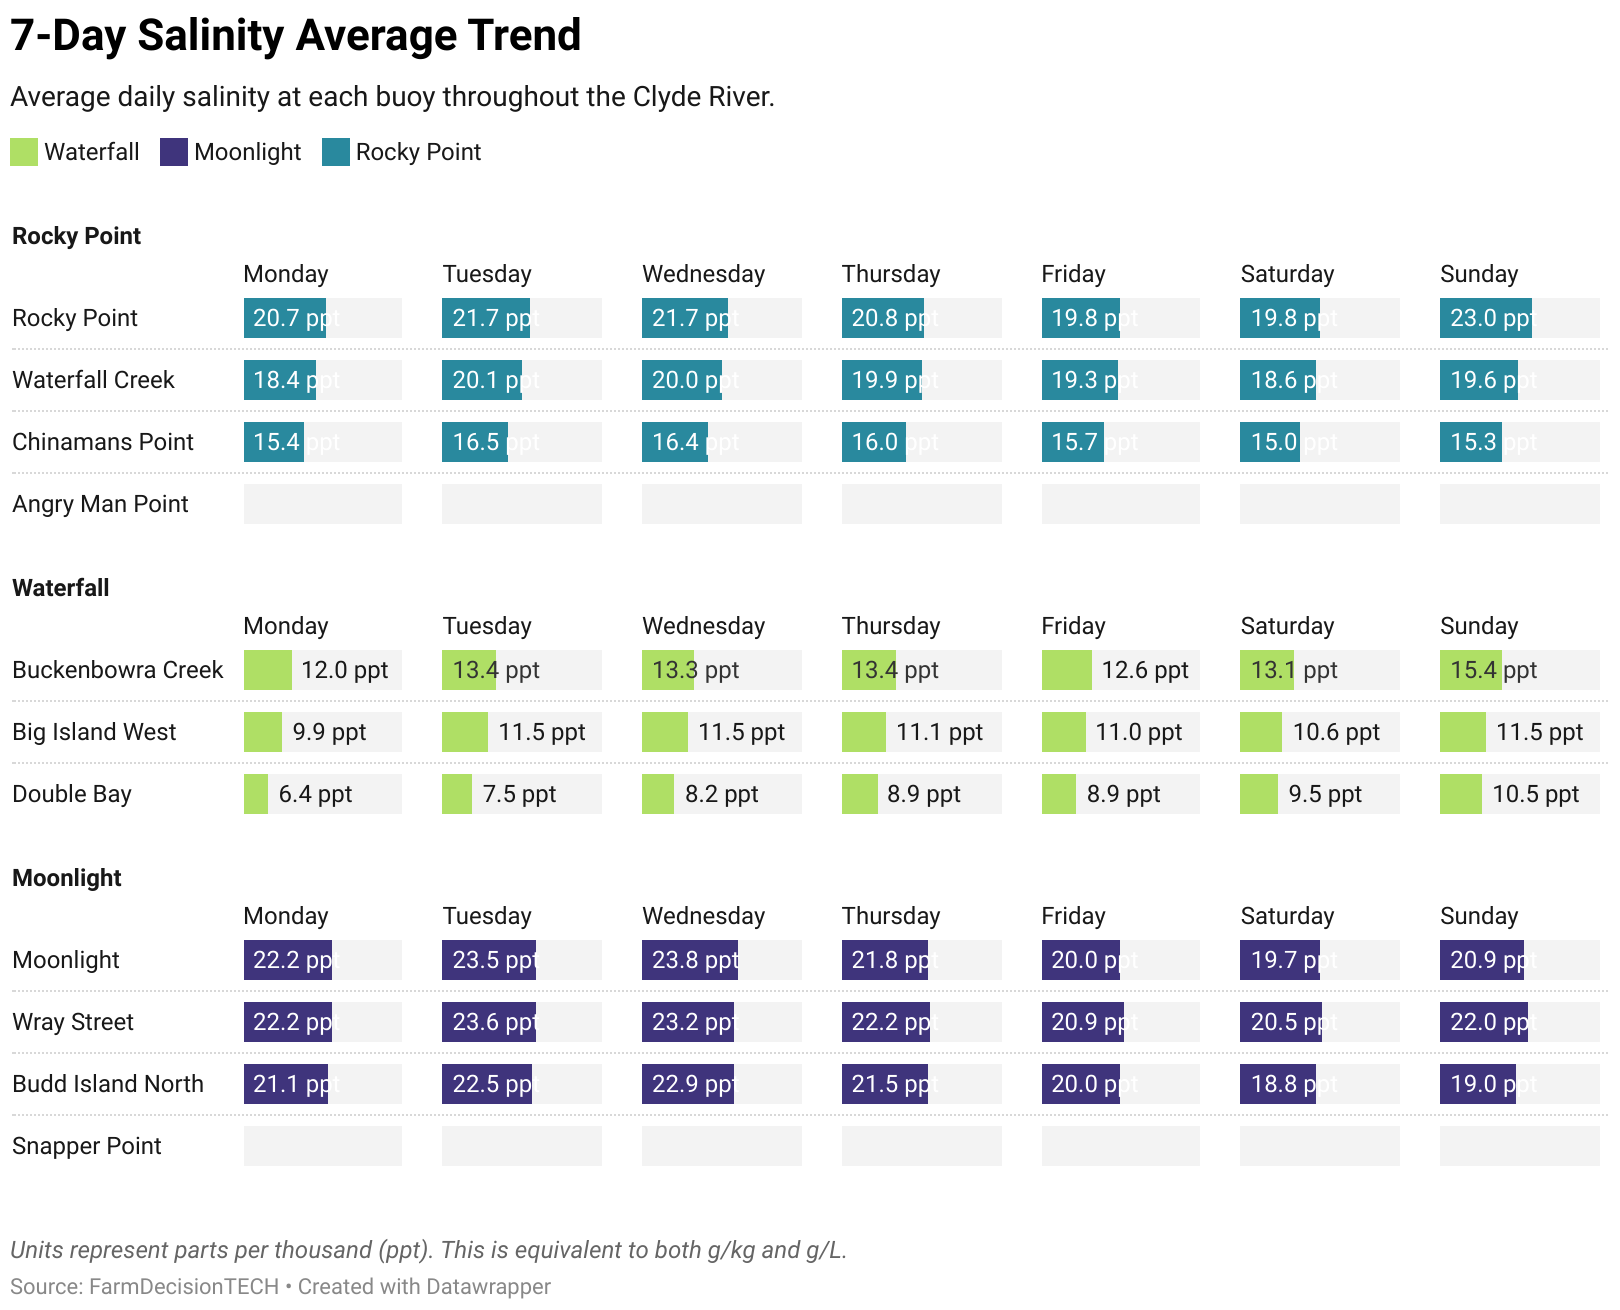 7-Day Salinity Average Trend
Average daily salinity at each buoy throughout the Clyde River.
Waterfall Moonlight Rocky Point
Rocky Point
Monday Tuesday Wednesday Thursday Friday Saturday Sunday
Rocky Point 20.7 ppt 21.7 ppt 21.7 ppt 20.8 ppt 19.8 ppt 19.8 ppt 23.0 ppt
Waterfall Creek 18.4 ppt 20.1 ppt 20.0 ppt 19.9 ppt 19.3 ppt 18.6 ppt 19.6 ppt
Chinamans Point 15.4 ppt 16.5 ppt 16.4 ppt 16.0 ppt 15.7 ppt 15.0 ppt 15.3 ppt
Angry Man Point
Waterfall
Monday Tuesday Wednesday Thursday Friday Saturday Sunday
Buckenbowra Creek 12.0 ppt 13.4 ppt 13.3 ppt 13.4 ppt 12.6 ppt 13.1 ppt 15.4 ppt
Big Island West 9.9 ppt 11.5 ppt 11.5 ppt 11.1 ppt 11.0 ppt 10.6 ppt 11.5 ppt
Double Bay 6.4 ppt 7.5 ppt 8.2 ppt 8.9 ppt 8.9 ppt 9.5 ppt 10.5 ppt
Moonlight
Monday Tuesday Wednesday Thursday Friday Saturday Sunday
Moonlight 22.2 ppt 23.5 ppt 23.8 ppt 21.8 ppt 20.0 ppt 19.7 ppt 20.9 ppt
Wray Street 22.2 ppt 23.6 ppt 23.2 ppt 22.2 ppt 20.9 ppt 20.5 ppt 22.0 ppt
Budd Island North 21.1 ppt 22.5 ppt 22.9 ppt 21.5 ppt 20.0 ppt 18.8 ppt 19.0 ppt
Snapper Point
Units represent parts per thousand (ppt). This is equivalent to both g/kg and g/L.
Source: FarmDecisionTECH • Created with Datawrapper